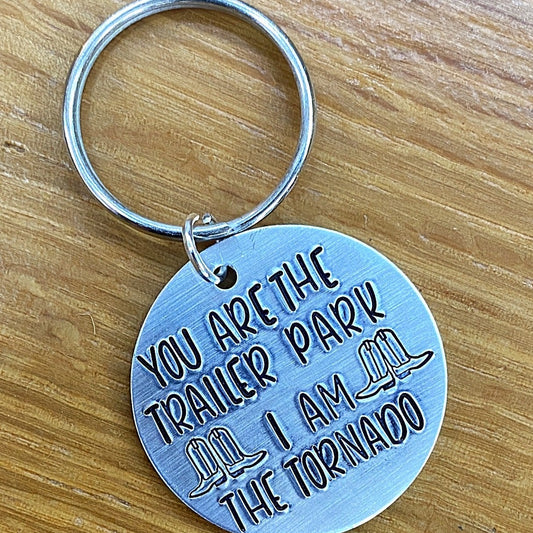 YOU ARE THE
TRAILER PARK
I AM
THE TORNADO